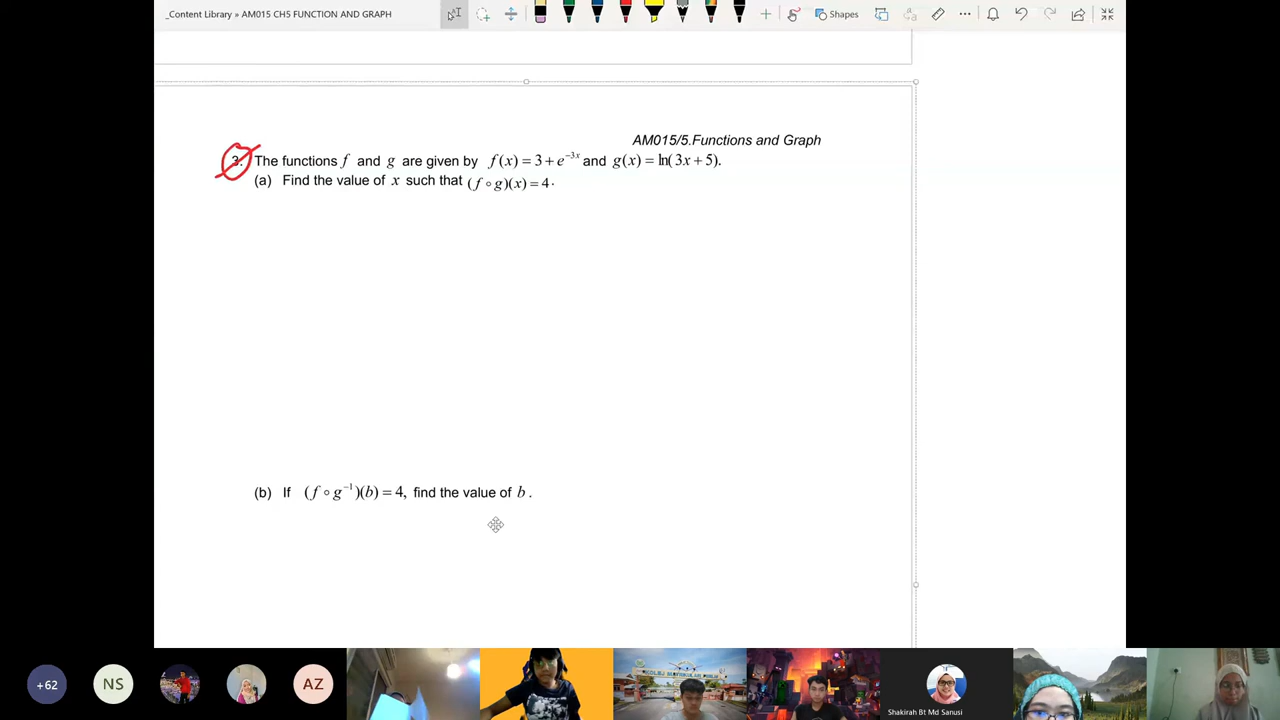 _Content Library » AM015 CH5 FUNCTION AND GRAPH
Shapes
AM015/5.Functions and Graph
3. The functions f and g are given by f(x) = 3 + e⁻³ˣ and g(x) = ln(3x + 5).
(a) Find the value of x such that (f ∘ g)(x) = 4.
(b) If (f ∘ g⁻¹)(b) = 4, find the value of b.
+62
NS
AZ
Shakirah Bt Md Sanusi